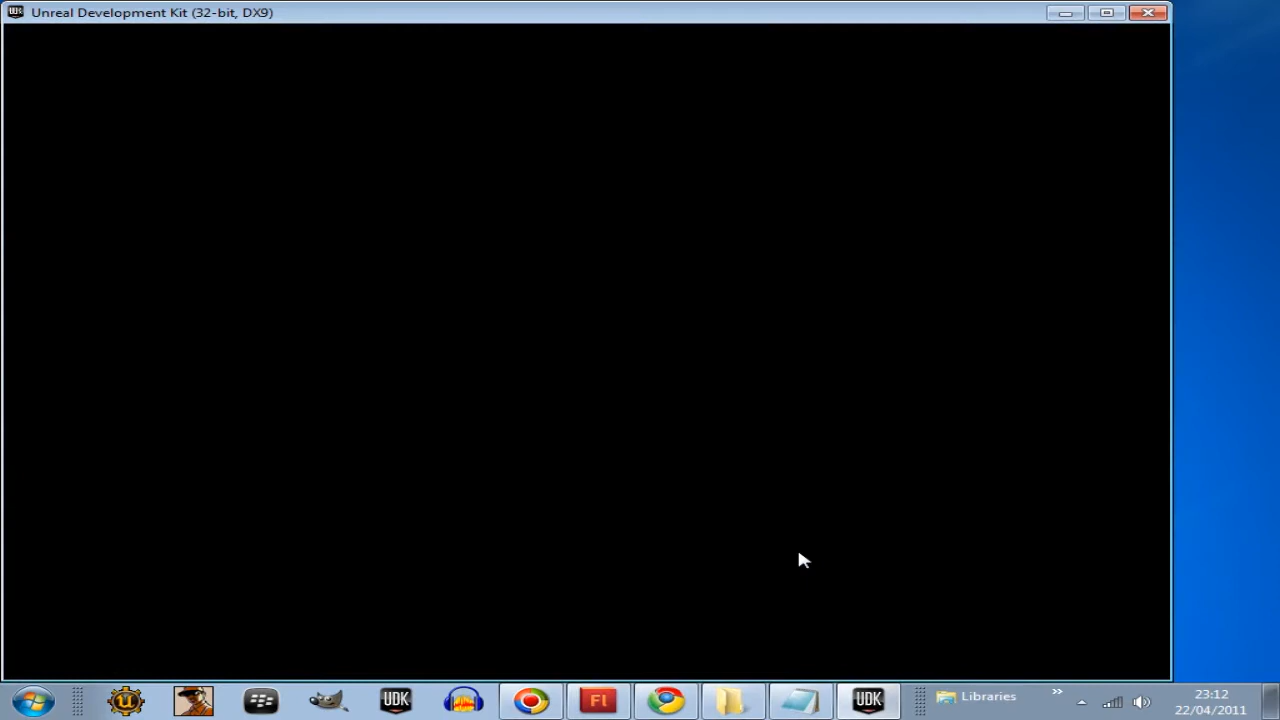 Unreal Development Kit (32-bit, DX9)
UDK
Fl
UDK
Libraries
»
23:12
22/04/2011